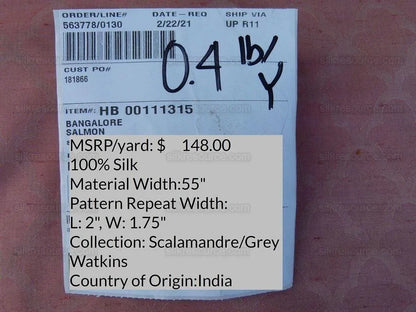 ORDER/LINE# DATE-REQ SHIP VIA
563778/0130 2/22/21 UP R11
0.4 lb/
Y
CUST PO#
181866
ITEM#: HB 00111315
BANGALORE
SALMON
MSRP/yard: $ 148.00
100% Silk
Material Width:55"
Pattern Repeat Width:
L: 2", W: 1.75"
Collection: Scalamandre/Grey
Watkins
Country of Origin:India